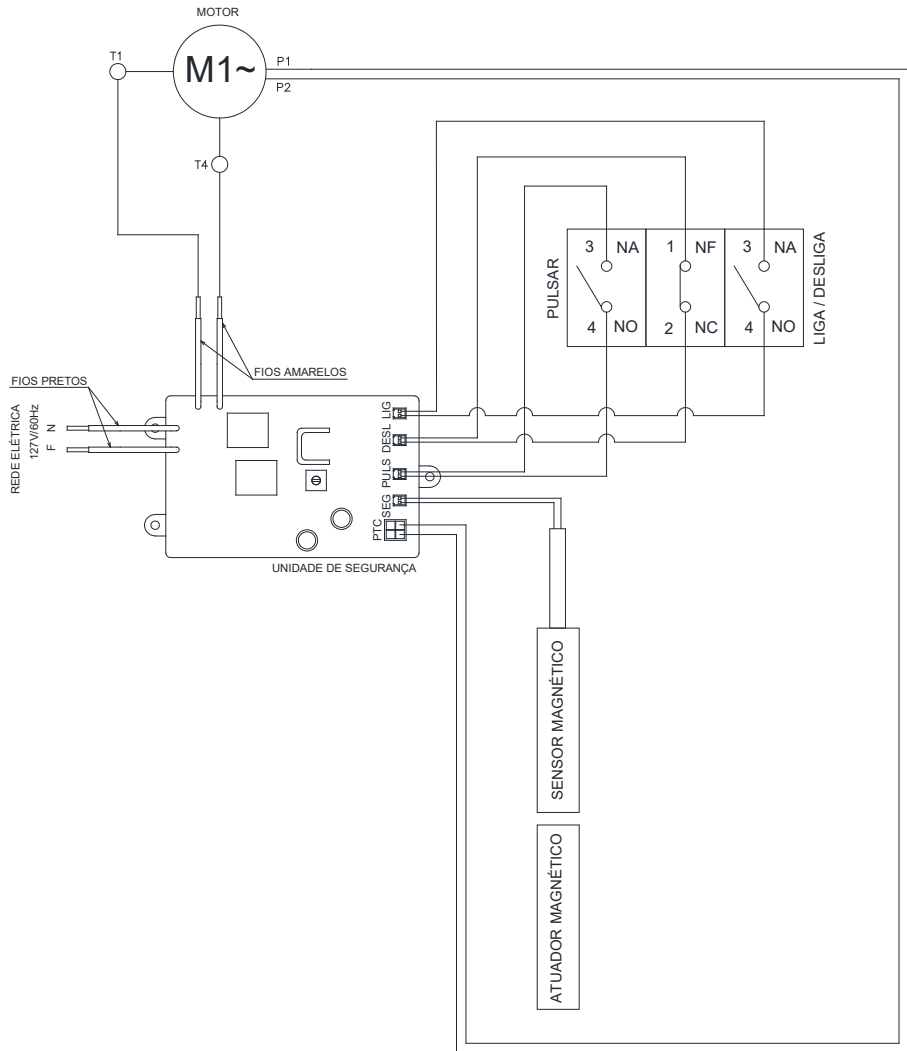 MOTOR
T1
M1~
P1
P2
T4
PULSAR
3 NA
4 NO
1 NF
2 NC
3 NA
4 NO
LIGA / DESLIGA
FIOS AMARELOS
FIOS PRETOS
REDE ELÉTRICA
127V/60Hz
N
F
LIG
DESL
PULS
SEG
PTC
UNIDADE DE SEGURANÇA
SENSOR MAGNÉTICO
ATUADOR MAGNÉTICO